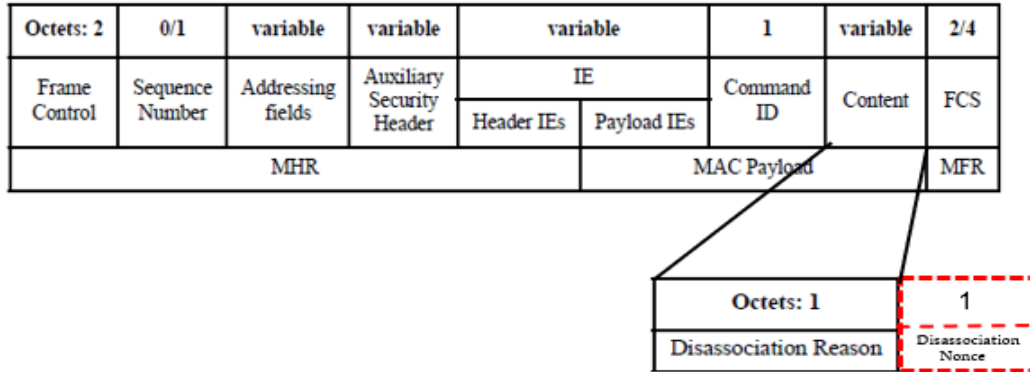 Octets: 2 0/1 variable variable variable 1 variable 2/4
Frame Control Sequence Number Addressing fields Auxiliary Security Header IE Command ID Content FCS
Header IEs Payload IEs
MHR MAC Payload MFR
Octets: 1 1
Disassociation Reason Disassociation Nonce